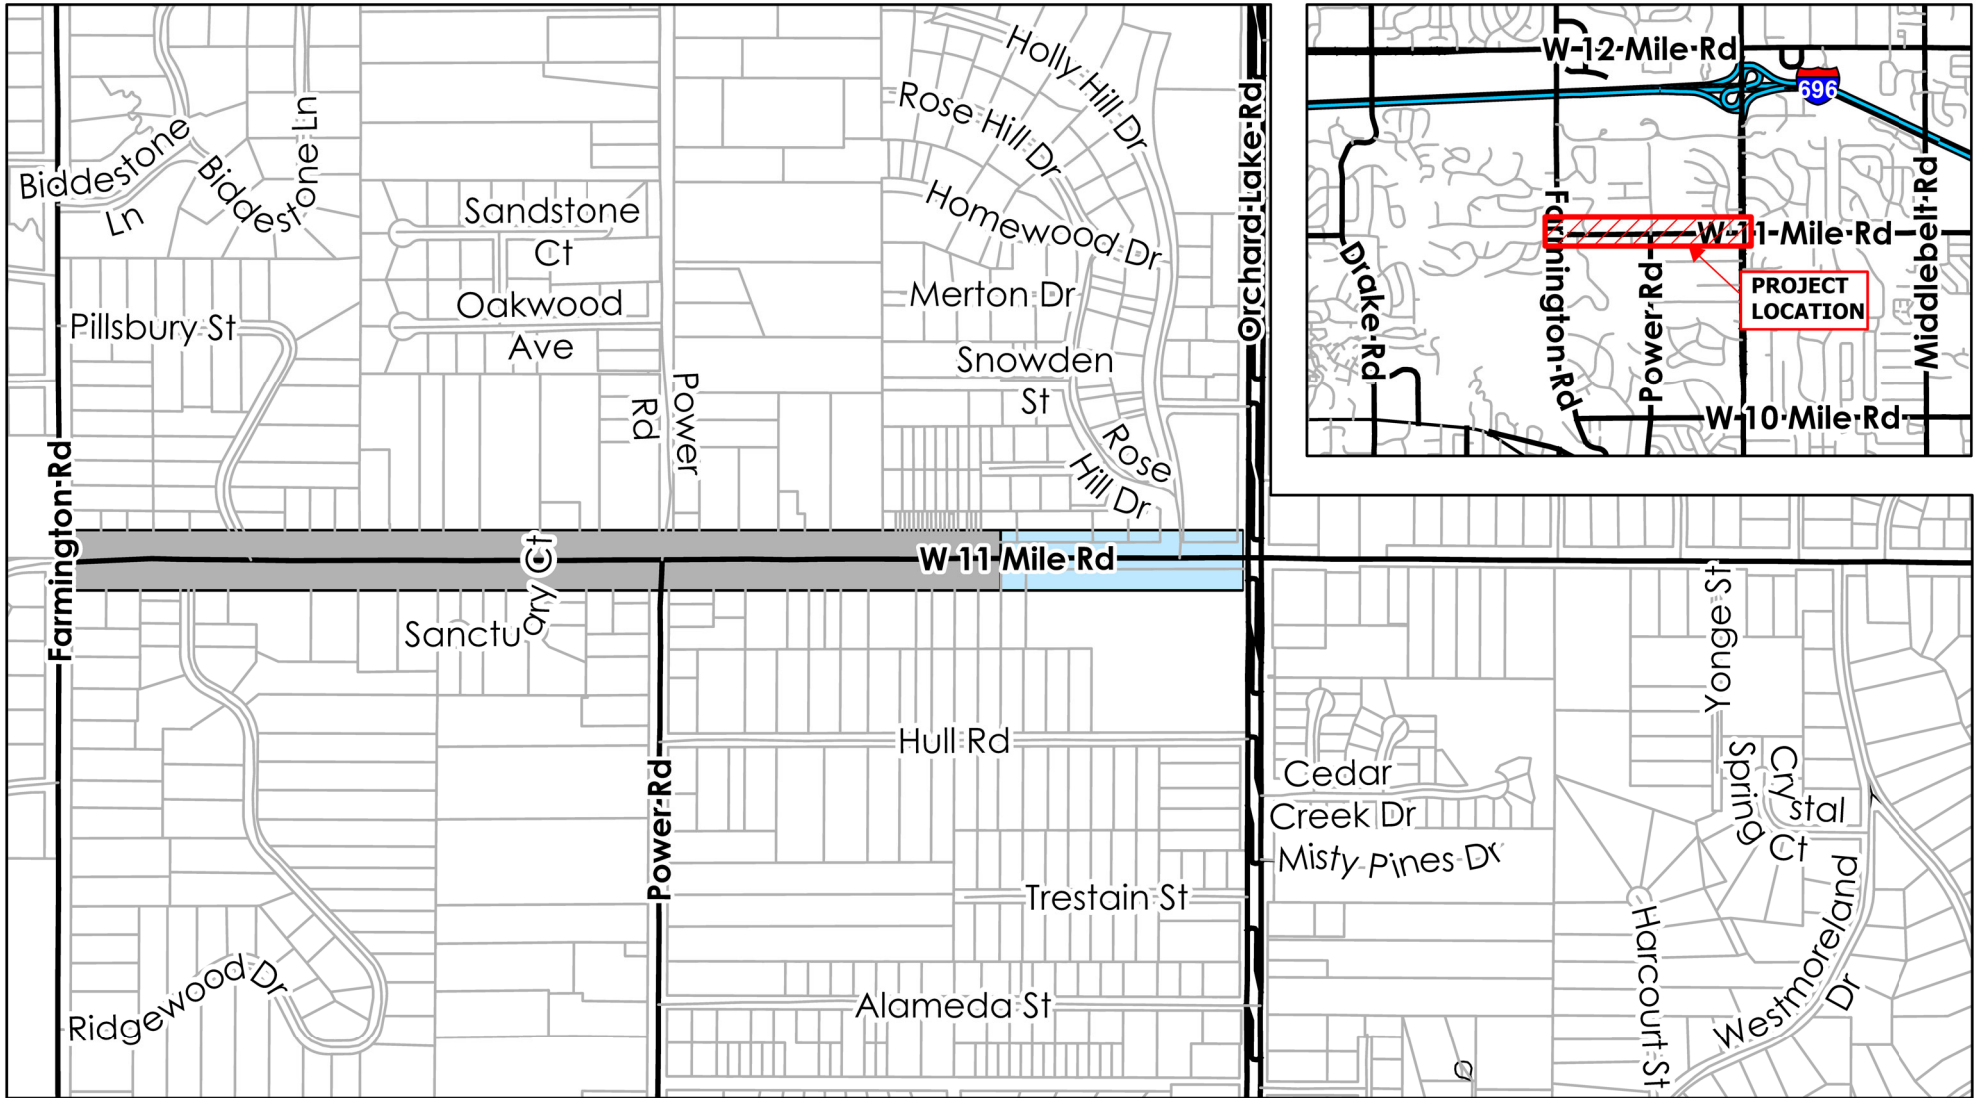 Holly Hill Dr
Rose Hill Dr
Biddestone
Ln
Biddestone Ln
Sandstone
Ct
Homewood Dr
Orchard Lake Rd
Oakwood
Ave
Merton Dr
Pillsbury St
Snowden
St
Power
Rd
Rose
Hill Dr
Farmington Rd
W 11 Mile Rd
Sanctuary Ct
Hull Rd
Power Rd
Trestain St
Alameda St
Ridgewood Dr
Yonge St
Cedar
Creek Dr
Misty Pines Dr
Crystal
Spring
Ct
Westmoreland
Dr
Harcourt St
W 12 Mile Rd
696
Farmington Rd
W 11 Mile Rd
Drake Rd
Power Rd
Middlebelt Rd
PROJECT
LOCATION
W 10 Mile Rd